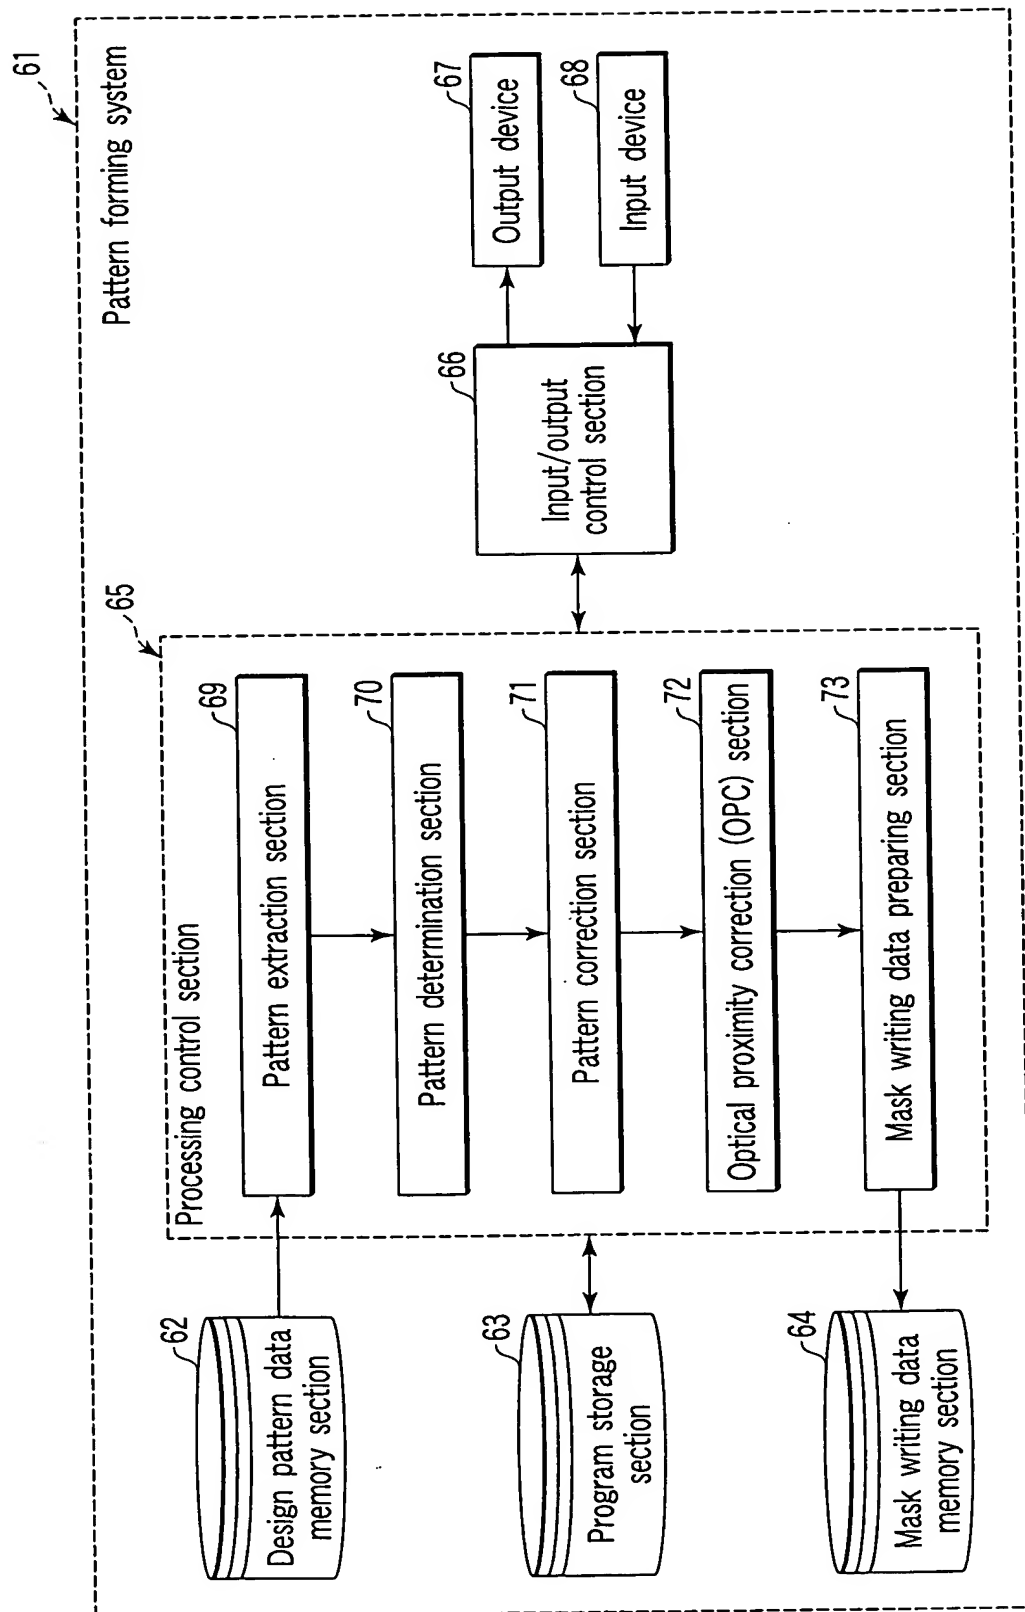 61
Pattern forming system
65
Processing control section
62
Design pattern data
memory section
69
Pattern extraction section
70
Pattern determination section
67
Output device
66
Input/output
control section
68
Input device
63
Program storage
section
71
Pattern correction section
72
Optical proximity correction (OPC) section
64
Mask writing data
memory section
73
Mask writing data preparing section